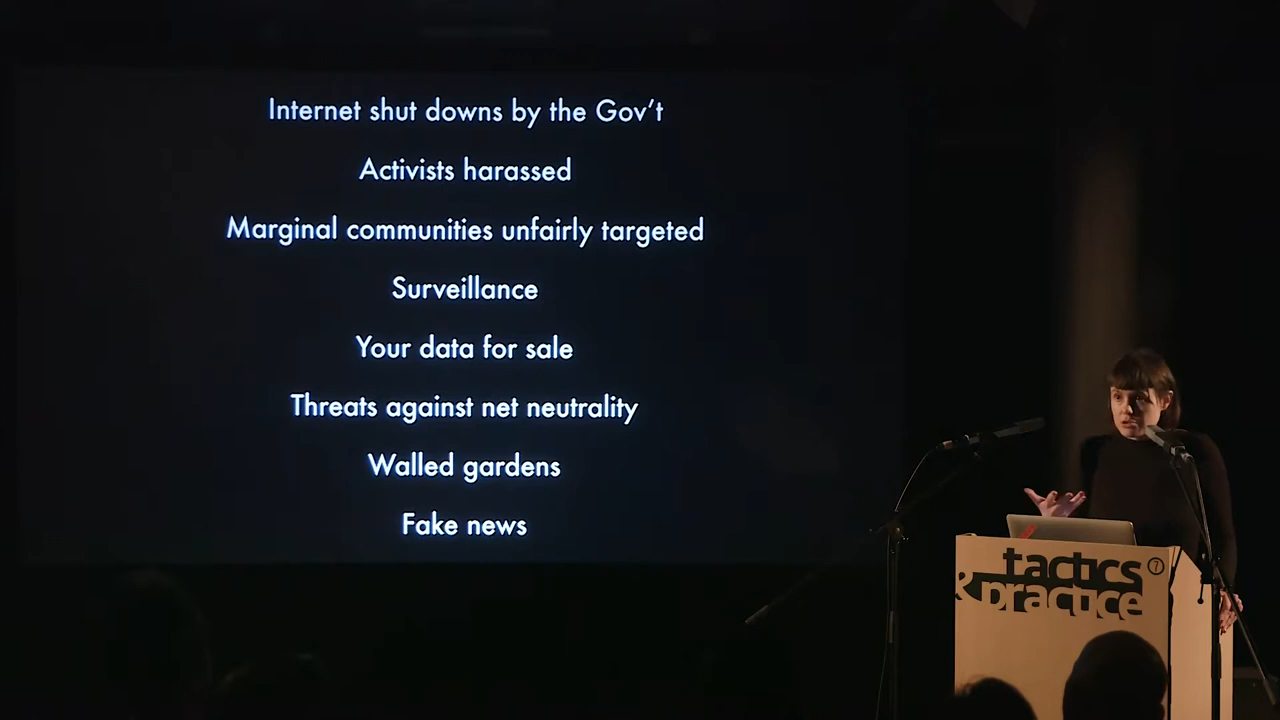 Internet shut downs by the Gov't
Activists harassed
Marginal communities unfairly targeted
Surveillance
Your data for sale
Threats against net neutrality
Walled gardens
Fake news
tactics 7
&practice